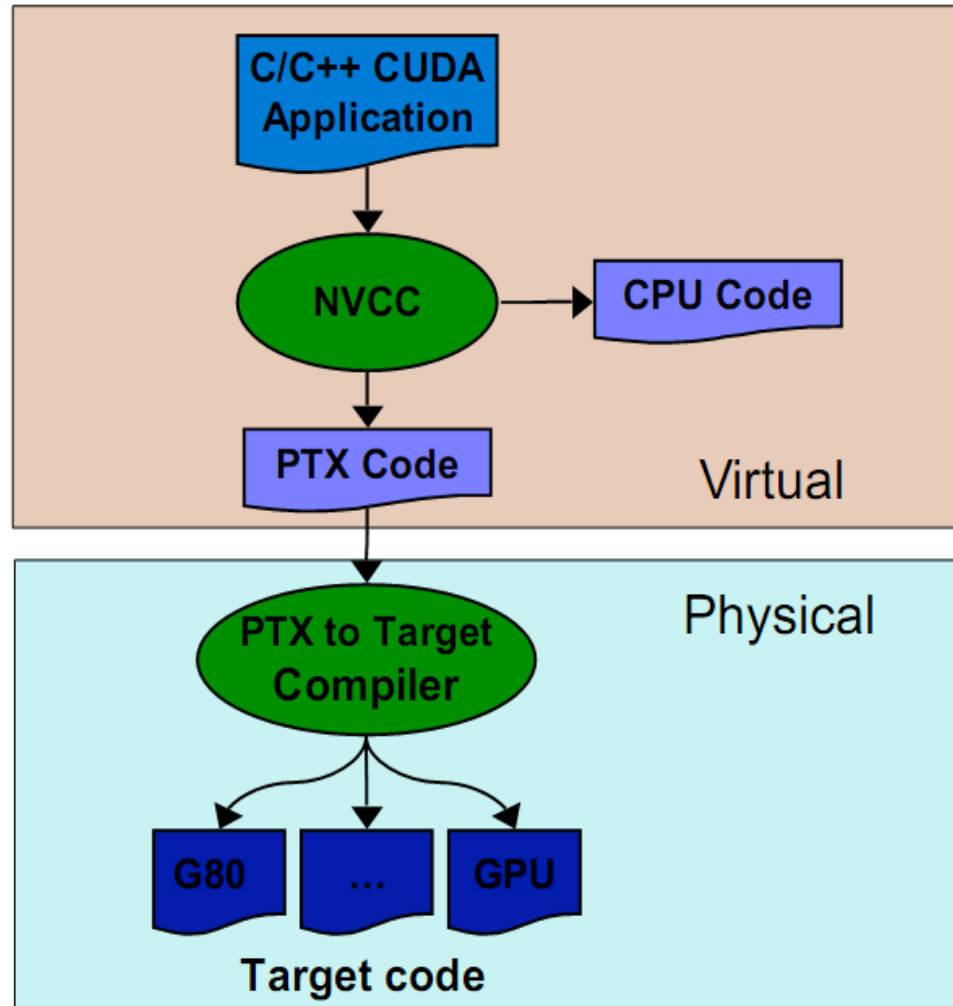 C/C++ CUDA
Application
NVCC
CPU Code
PTX Code
Virtual
Physical
PTX to Target
Compiler
G80
...
GPU
Target code